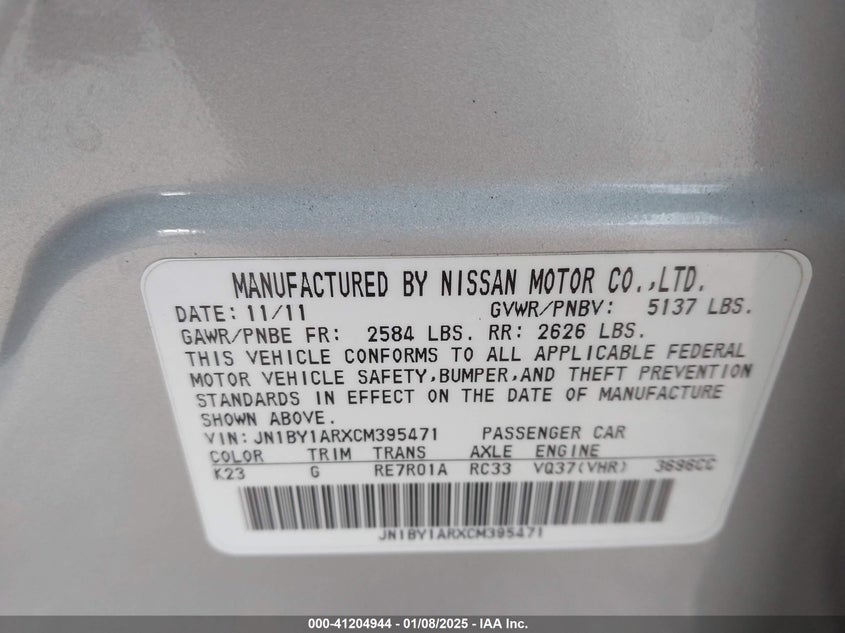 MANUFACTURED BY NISSAN MOTOR CO.,LTD.
DATE: 11/11 GVWR/PNBV: 5137 LBS.
GAWR/PNBE FR: 2584 LBS. RR: 2626 LBS.
THIS VEHICLE CONFORMS TO ALL APPLICABLE FEDERAL
MOTOR VEHICLE SAFETY,BUMPER,AND THEFT PREVENTION
STANDARDS IN EFFECT ON THE DATE OF MANUFACTURE
SHOWN ABOVE.
VIN: JN1BY1ARXCM395471 PASSENGER CAR
COLOR TRIM TRANS AXLE ENGINE
K23 G RE7R01A RC33 VQ37(VHR) 3696CC
JN1BY1ARXCM395471
000-41204944 | 01/08/2025 - IAA Inc.